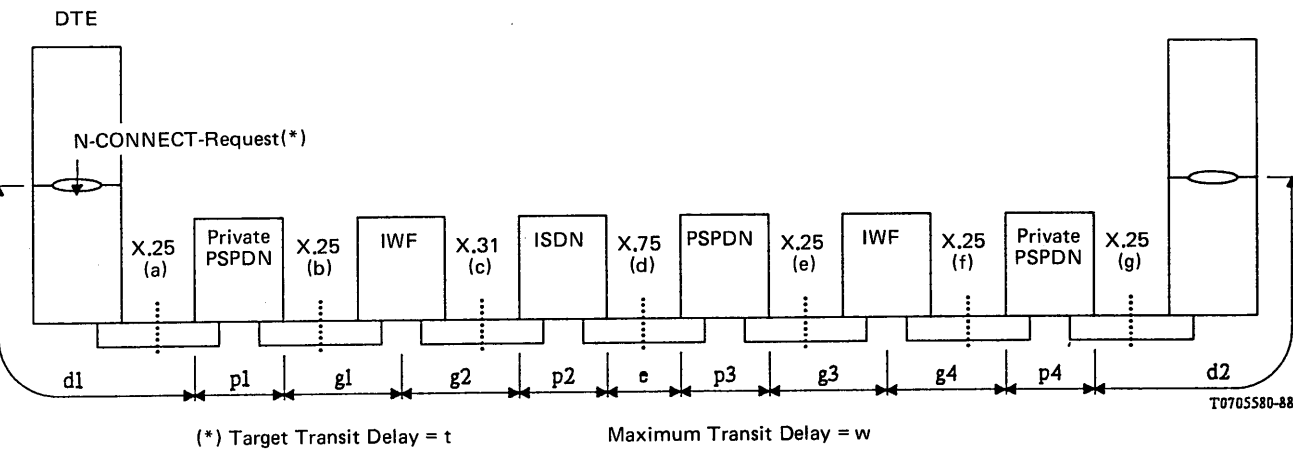 DTE
N-CONNECT-Request(*)
X.25
(a)
Private
PSPDN
X.25
(b)
IWF
X.31
(c)
ISDN
X.75
(d)
PSPDN
X.25
(e)
IWF
X.25
(f)
Private
PSPDN
X.25
(g)
d1
p1
g1
g2
p2
e
p3
g3
g4
p4
d2
T0705580-88
(*) Target Transit Delay = t
Maximum Transit Delay = w